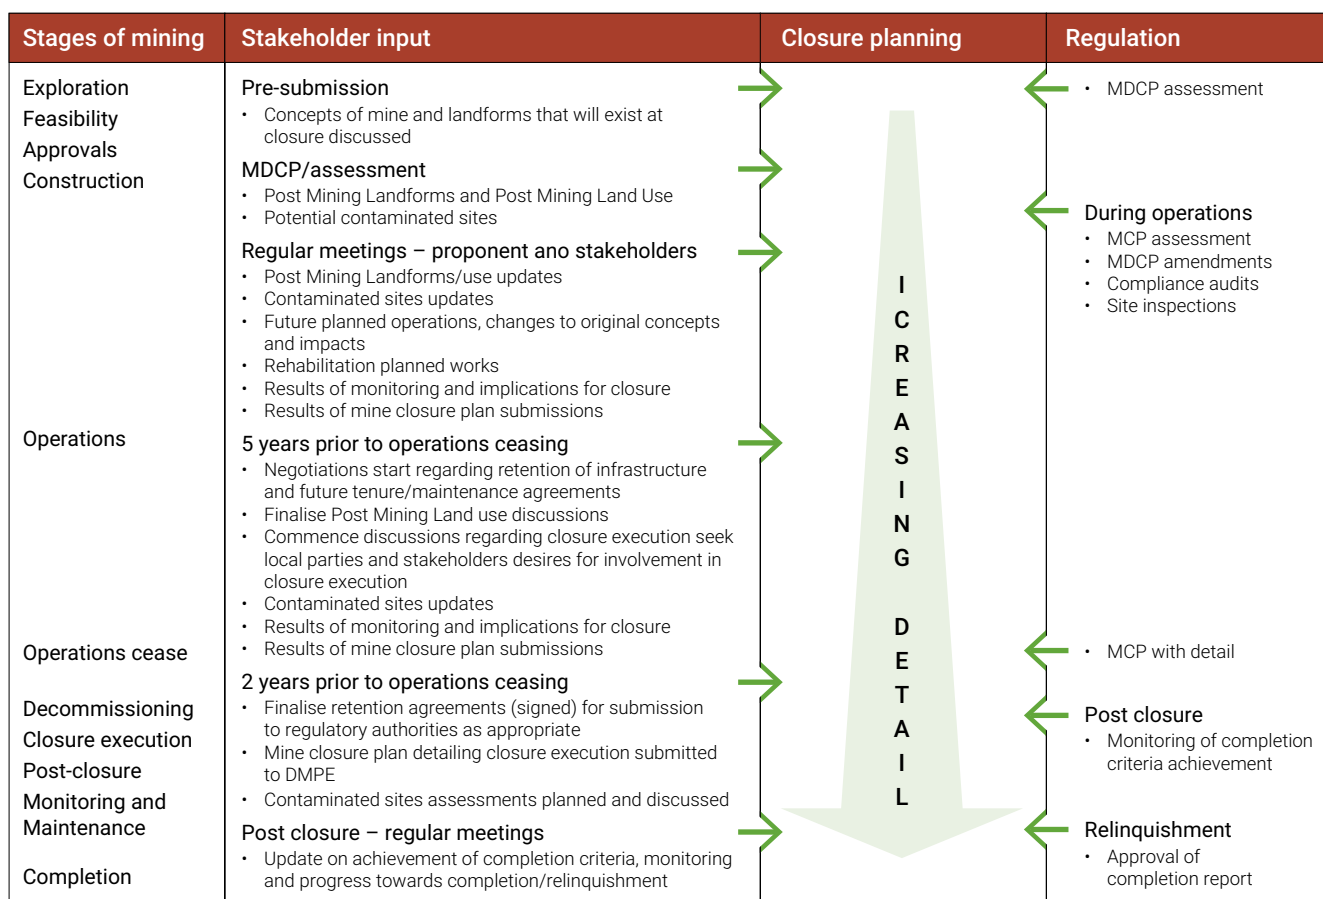 Stages of mining
Stakeholder input
Closure planning
Regulation
Exploration
Feasibility
Approvals
Construction
Operations
Operations cease
Decommissioning
Closure execution
Post-closure
Monitoring and
Maintenance
Completion
Pre-submission
• Concepts of mine and landforms that will exist at
closure discussed
MDCP/assessment
• Post Mining Landforms and Post Mining Land Use
• Potential contaminated sites
Regular meetings – proponent ano stakeholders
• Post Mining Landforms/use updates
• Contaminated sites updates
• Future planned operations, changes to original concepts
and impacts
• Rehabilitation planned works
• Results of monitoring and implications for closure
• Results of mine closure plan submissions
5 years prior to operations ceasing
• Negotiations start regarding retention of infrastructure
and future tenure/maintenance agreements
• Finalise Post Mining Land use discussions
• Commence discussions regarding closure execution seek
local parties and stakeholders desires for involvement in
closure execution
• Contaminated sites updates
• Results of monitoring and implications for closure
• Results of mine closure plan submissions
2 years prior to operations ceasing
• Finalise retention agreements (signed) for submission
to regulatory authorities as appropriate
• Mine closure plan detailing closure execution submitted
to DMPE
• Contaminated sites assessments planned and discussed
Post closure – regular meetings
• Update on achievement of completion criteria, monitoring
and progress towards completion/relinquishment
ICREASING DETAIL
• MDCP assessment
During operations
• MCP assessment
• MDCP amendments
• Compliance audits
• Site inspections
• MCP with detail
Post closure
• Monitoring of completion
criteria achievement
Relinquishment
• Approval of
completion report